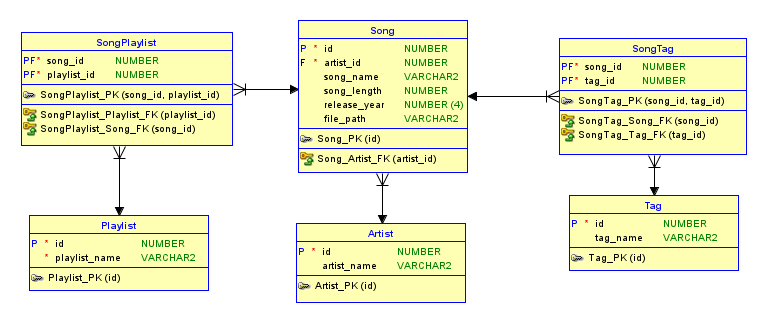 SongPlaylist
PF* song_id NUMBER
PF* playlist_id NUMBER
SongPlaylist_PK (song_id, playlist_id)
SongPlaylist_Playlist_FK (playlist_id)
SongPlaylist_Song_FK (song_id)
Song
P * id NUMBER
F * artist_id NUMBER
song_name VARCHAR2
song_length NUMBER
release_year NUMBER (4)
file_path VARCHAR2
Song_PK (id)
Song_Artist_FK (artist_id)
SongTag
PF* song_id NUMBER
PF* tag_id NUMBER
SongTag_PK (song_id, tag_id)
SongTag_Song_FK (song_id)
SongTag_Tag_FK (tag_id)
Playlist
P * id NUMBER
* playlist_name VARCHAR2
Playlist_PK (id)
Artist
P * id NUMBER
artist_name VARCHAR2
Artist_PK (id)
Tag
P * id NUMBER
tag_name VARCHAR2
Tag_PK (id)